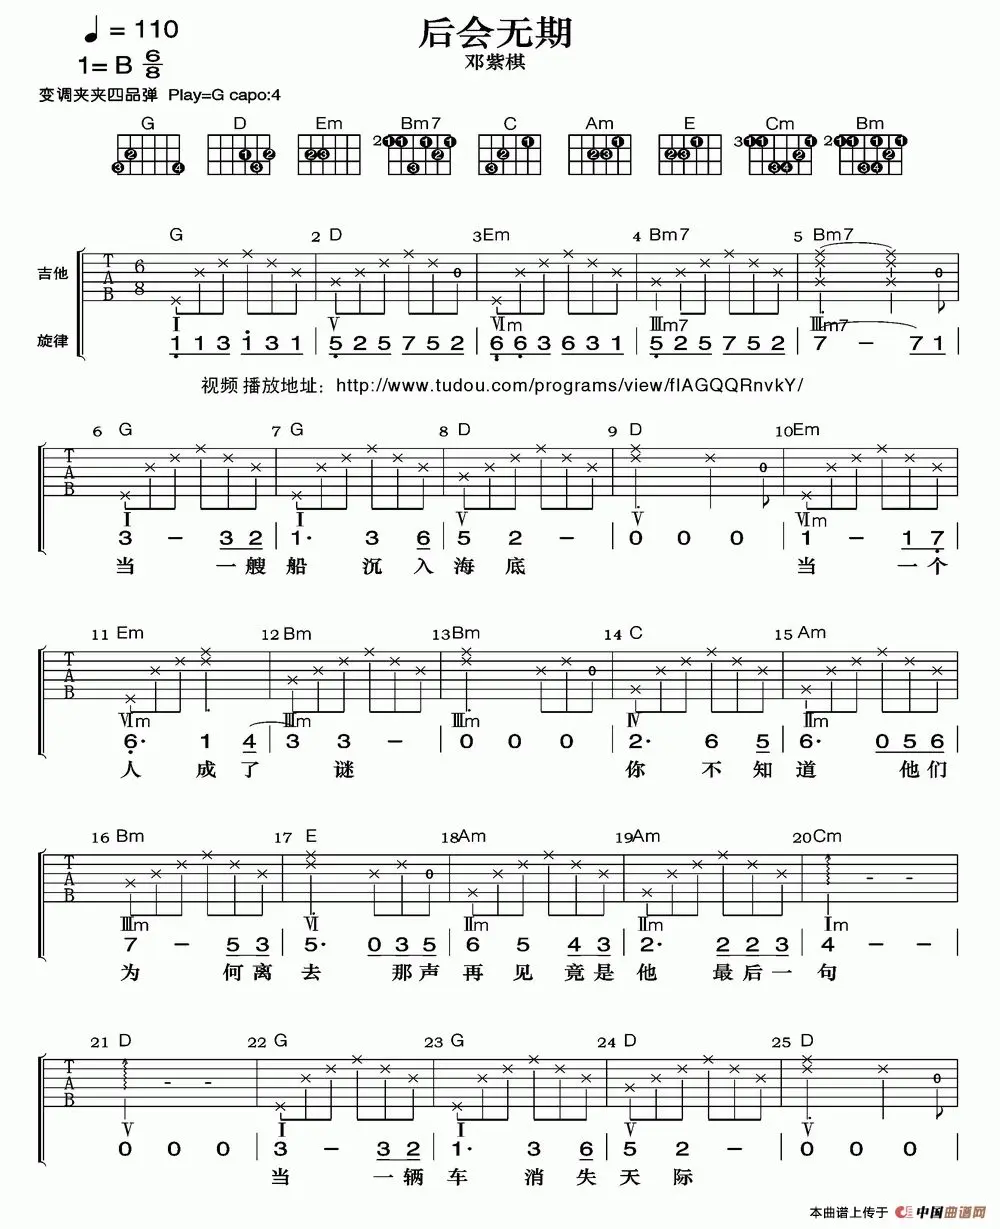 ♩ = 110
后会无期
1= B 6/8
邓紫棋
变调夹夹四品弹 Play=G capo:4
G D Em Bm7 C Am E Cm Bm
G 2 D 3 Em 4 Bm7 5 Bm7
吉他 T A B 6 8
I V VIm IIIm7 IIIm7
旋律 1 1 3 1 3 1 | 5 2 5 7 5 2 | 6 6 3 6 3 1 | 5 2 5 7 5 2 | 7 - 7 1
视频 播放地址: http://www.tudou.com/programs/view/fIAGQQRnvkY/
6 G 7 G 8 D 9 D 10 Em
T A B
I I V V VIm
3 - 3 2 | 1· 3 6 | 5 2 - | 0 0 0 | 1 - 1 7 |
当 一艘 船 沉 入 海 底 当 一个
11 Em 12 Bm 13 Bm 14 C 15 Am
T A B
VIm IIIm IIIm IV IIm
6· 1 4 | 3 3 - | 0 0 0 | 2· 6 5 | 6· 0 5 6 |
人 成 了 谜 你 不 知 道 他们
16 Bm 17 E 18 Am 19 Am 20 Cm
T A B - -
IIIm VI IIm IIm Im
7 - 5 3 | 5· 0 3 5 | 6 5 4 3 | 2· 2 2 3 | 4 - - |
为 何离 去 那声 再 见 竟是 他 最后一 句
21 D 22 G 23 G 24 D 25 D
T A B - -
V I I V V
0 0 0 | 3 - 3 2 | 1· 3 6 | 5 2 - | 0 0 0 |
当 一辆 车 消 失 天 际
本曲谱上传于 中国曲谱网